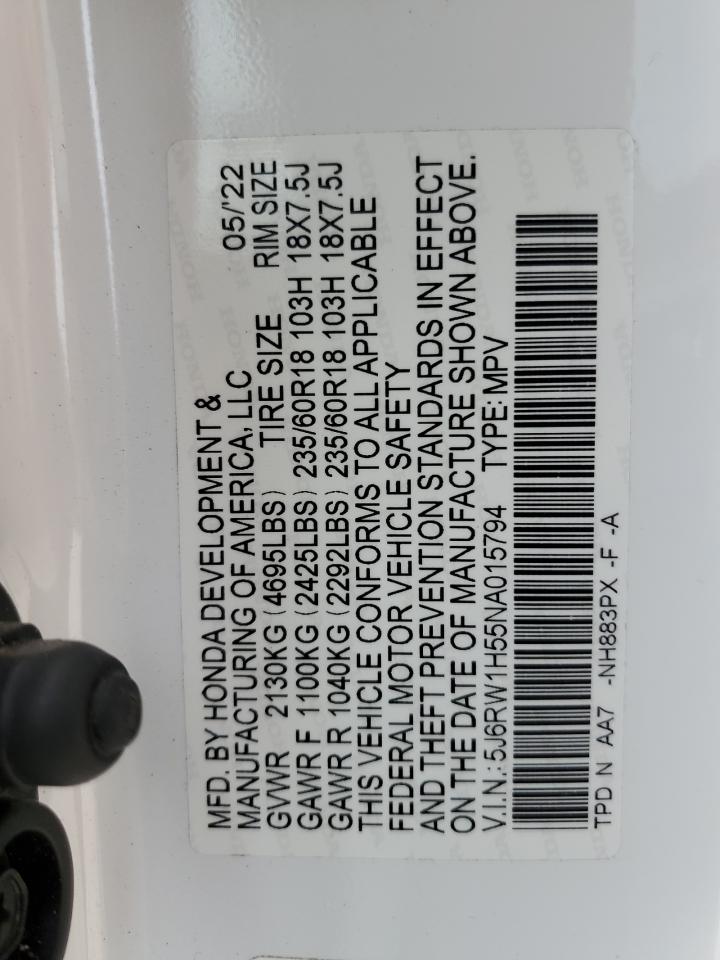 MFD. BY HONDA DEVELOPMENT &
MANUFACTURING OF AMERICA, LLC 05/'22
GVWR 2130KG (4695LBS) TIRE SIZE RIM SIZE
GAWR F 1100KG (2425LBS) 235/60R18 103H 18X7.5J
GAWR R 1040KG (2292LBS) 235/60R18 103H 18X7.5J
THIS VEHICLE CONFORMS TO ALL APPLICABLE
FEDERAL MOTOR VEHICLE SAFETY
AND THEFT PREVENTION STANDARDS IN EFFECT
ON THE DATE OF MANUFACTURE SHOWN ABOVE.
V.I.N.: 5J6RW1H55NA015794 TYPE: MPV
TPD N AA7 -NH883PX -F -A